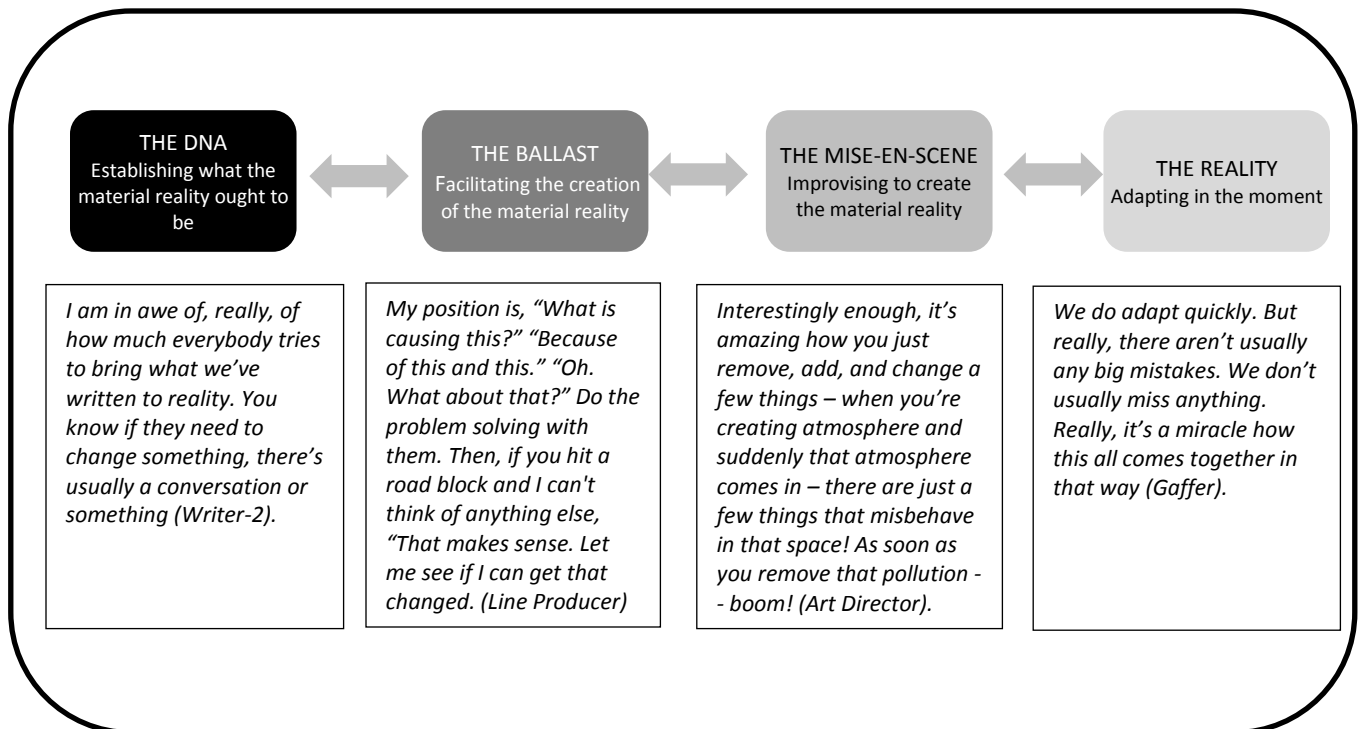 THE DNA
Establishing what the
material reality ought to
be
THE BALLAST
Facilitating the creation
of the material reality
THE MISE-EN-SCENE
Improvising to create
the material reality
THE REALITY
Adapting in the moment
I am in awe of, really, of
how much everybody tries
to bring what we’ve
written to reality. You
know if they need to
change something, there’s
usually a conversation or
something (Writer-2).
My position is, “What is
causing this?” “Because
of this and this.” “Oh.
What about that?” Do the
problem solving with
them. Then, if you hit a
road block and I can't
think of anything else,
“That makes sense. Let
me see if I can get that
changed. (Line Producer)
Interestingly enough, it’s
amazing how you just
remove, add, and change a
few things – when you’re
creating atmosphere and
suddenly that atmosphere
comes in – there are just a
few things that misbehave
in that space! As soon as
you remove that pollution -
- boom! (Art Director).
We do adapt quickly. But
really, there aren’t usually
any big mistakes. We don’t
usually miss anything.
Really, it’s a miracle how
this all comes together in
that way (Gaffer).